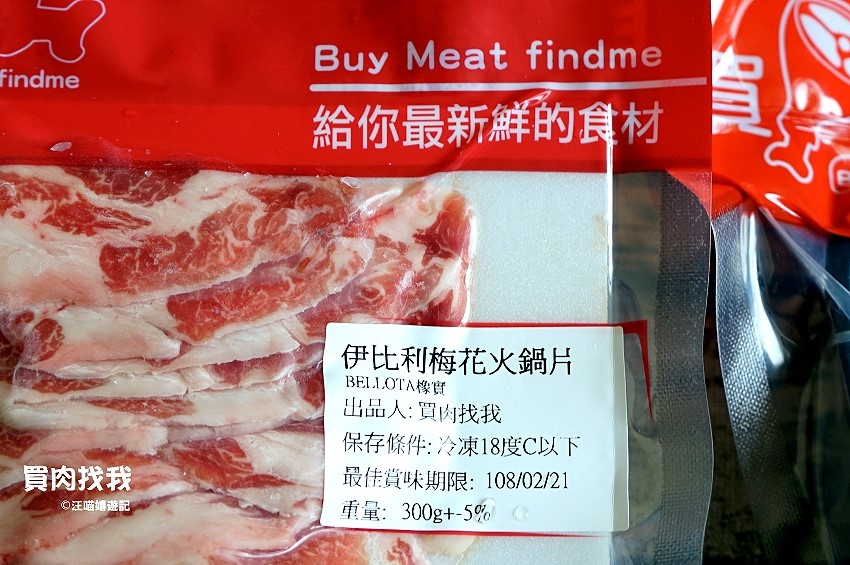 findme
Buy Meat findme
給你最新鮮的食材
買
伊比利梅花火鍋片
BELLOTA橡實
出品人: 買肉找我
保存條件: 冷凍18度C以下
最佳賞味期限: 108/02/21
重量: 300g+-5%
買肉找我
©汪喵嬉遊記